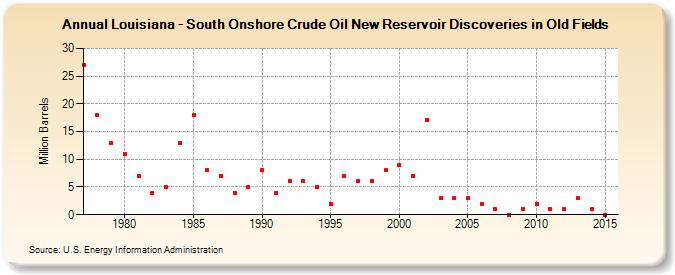 Annual Louisiana - South Onshore Crude Oil New Reservoir Discoveries in Old Fields
Million Barrels
30
25
20
15
10
5
0
1980 1985 1990 1995 2000 2005 2010 2015
Source: U.S. Energy Information Administration